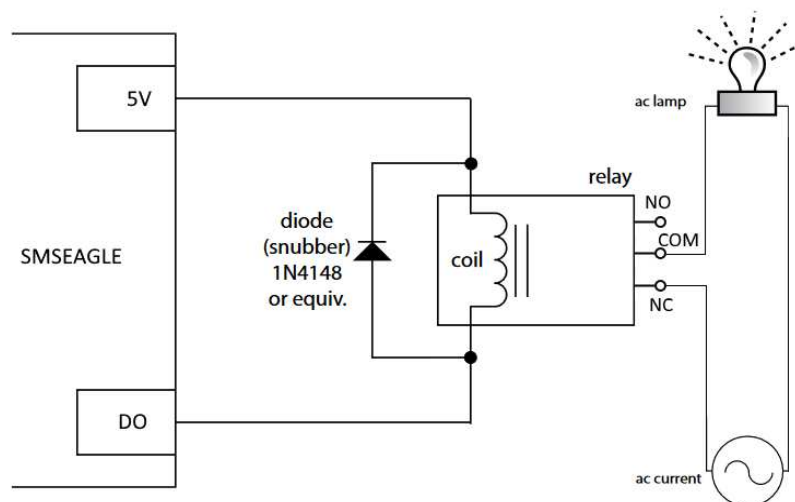 ac lamp
5V
relay
NO
diode
(snubber)
1N4148
or equiv.
SMSEAGLE
coil
COM
NC
DO
ac current